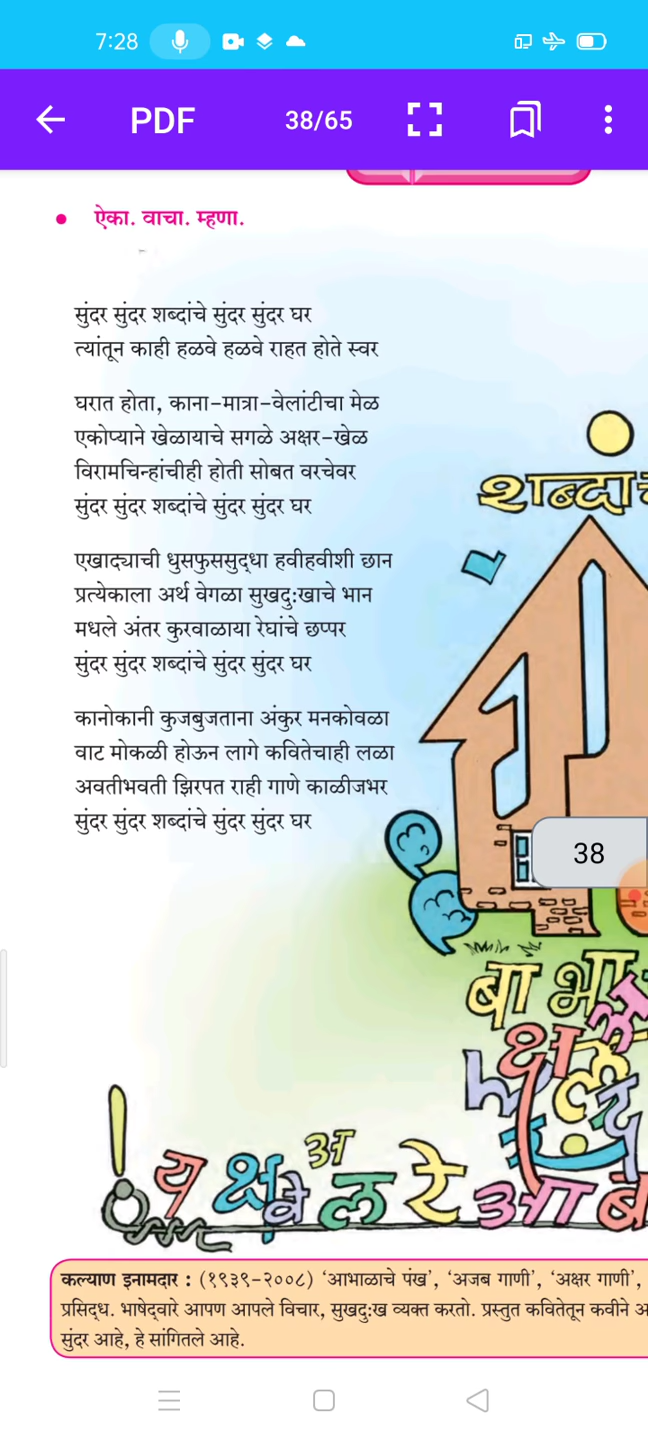 7:28
PDF 38/65
• ऐका. वाचा. म्हणा.
सुंदर सुंदर शब्दांचे सुंदर सुंदर घर
त्यांतून काही हळवे हळवे राहत होते स्वर
घरात होता, काना-मात्रा-वेलांटीचा मेळ
एकोप्याने खेळायाचे सगळे अक्षर-खेळ
विरामचिन्हांचीही होती सोबत वरचेवर
सुंदर सुंदर शब्दांचे सुंदर सुंदर घर
एखाद्याची धुसफुससुद्धा हवीहवीशी छान
प्रत्येकाला अर्थ वेगळा सुखदु:खाचे भान
मधले अंतर कुरवाळाया रेघांचे छप्पर
सुंदर सुंदर शब्दांचे सुंदर सुंदर घर
कानोकानी कुजबुजताना अंकुर मनकोवळा
वाट मोकळी होऊन लागे कवितेचाही लळा
अवतीभवती झिरपत राही गाणे काळीजभर
सुंदर सुंदर शब्दांचे सुंदर सुंदर घर
शब्दां
38
बा भा
क्ष
अ
य क्ष वे ल रे आ ब
कल्याण इनामदार : (१९३९-२००८) ‘आभाळाचे पंख’, ‘अजब गाणी’, ‘अक्षर गाणी’,
प्रसिद्ध. भाषेद्वारे आपण आपले विचार, सुखदु:ख व्यक्त करतो. प्रस्तुत कवितेतून कवीने
सुंदर आहे, हे सांगितले आहे.